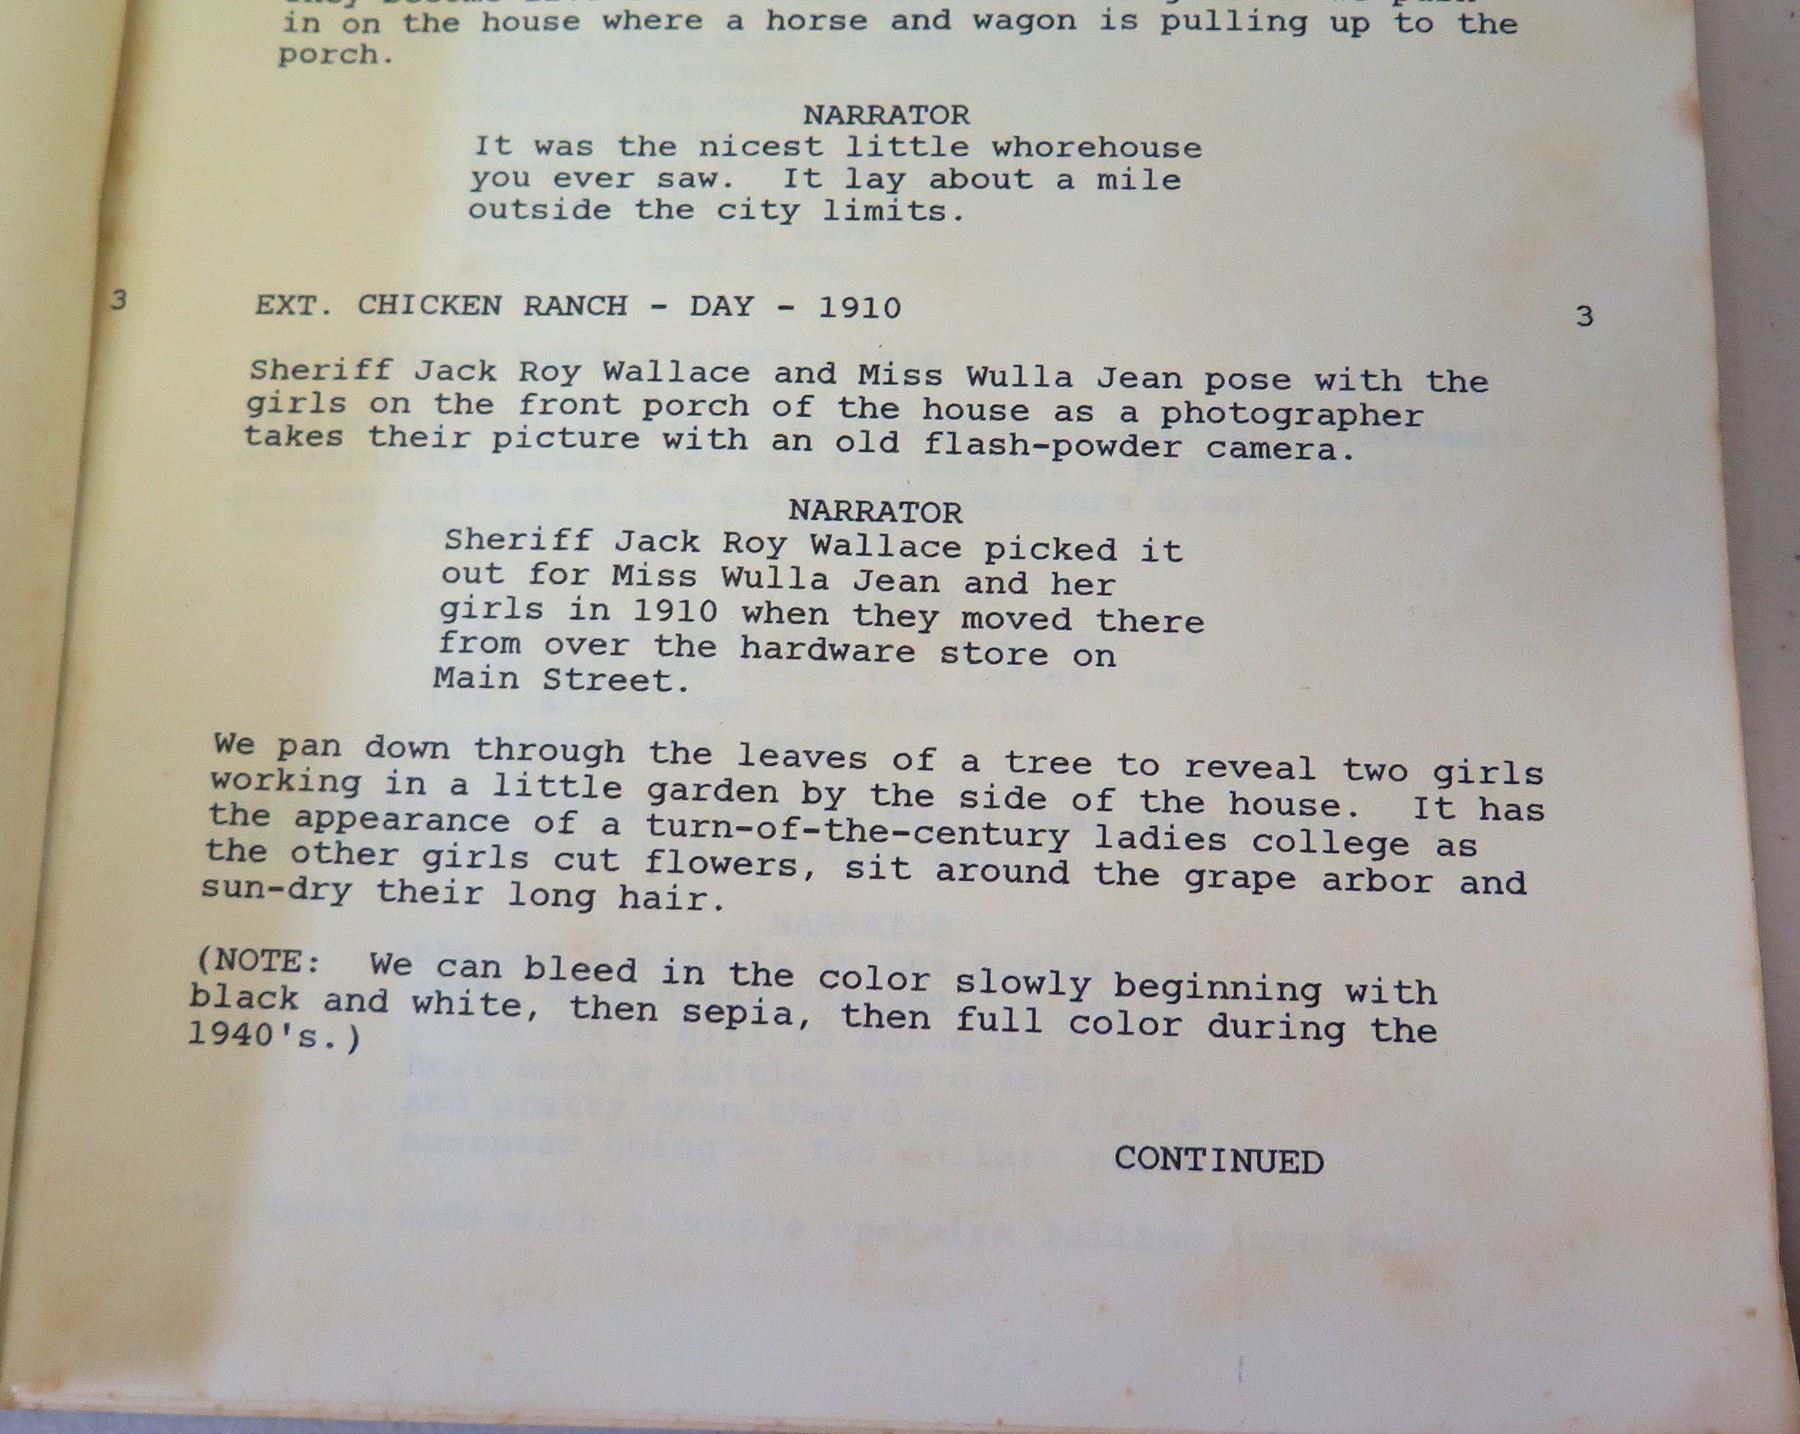 in on the house where a horse and wagon is pulling up to the
porch.
NARRATOR
It was the nicest little whorehouse
you ever saw.  It lay about a mile
outside the city limits.
3 EXT. CHICKEN RANCH - DAY - 1910 3
Sheriff Jack Roy Wallace and Miss Wulla Jean pose with the
girls on the front porch of the house as a photographer
takes their picture with an old flash-powder camera.
NARRATOR
Sheriff Jack Roy Wallace picked it
out for Miss Wulla Jean and her
girls in 1910 when they moved there
from over the hardware store on
Main Street.
We pan down through the leaves of a tree to reveal two girls
working in a little garden by the side of the house.  It has
the appearance of a turn-of-the-century ladies college as
the other girls cut flowers, sit around the grape arbor and
sun-dry their long hair.
(NOTE:  We can bleed in the color slowly beginning with
black and white, then sepia, then full color during the
1940's.)
CONTINUED